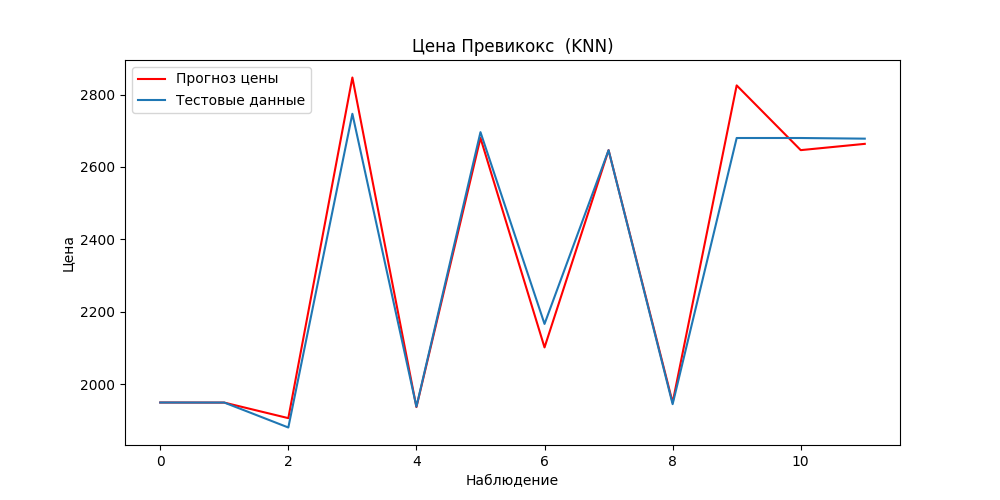 Цена Превикокс  (KNN)
Прогноз цены
Тестовые данные
2800
2600
2400
2200
2000
Цена
0 2 4 6 8 10
Наблюдение